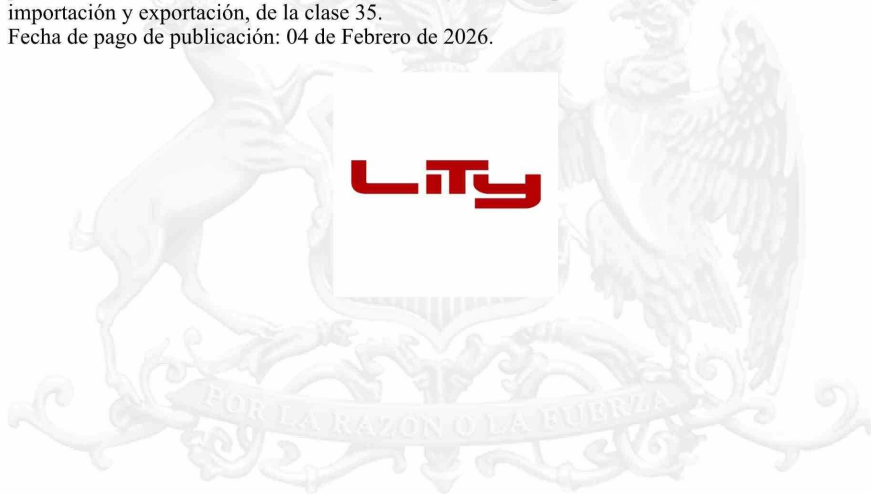 importación y exportación, de la clase 35.
Fecha de pago de publicación: 04 de Febrero de 2026.
LiTy
POR LA RAZÓN O LA FUERZA